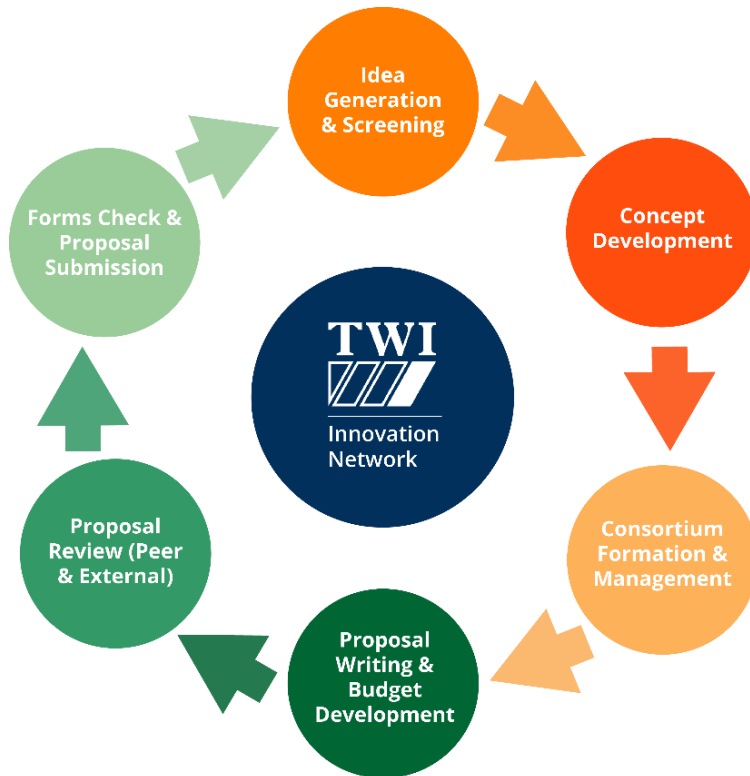 Idea
Generation
& Screening
Concept
Development
Consortium
Formation &
Management
Proposal
Writing &
Budget
Development
Proposal
Review (Peer
& External)
Forms Check &
Proposal
Submission
TWI
Innovation
Network